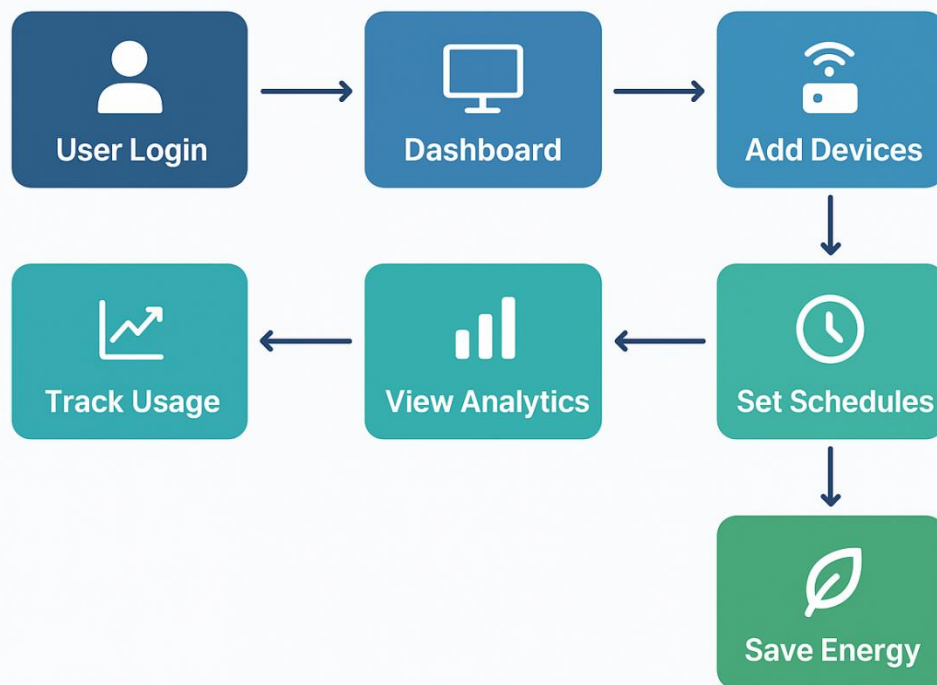 User Login
Dashboard
Add Devices
Track Usage
View Analytics
Set Schedules
Save Energy